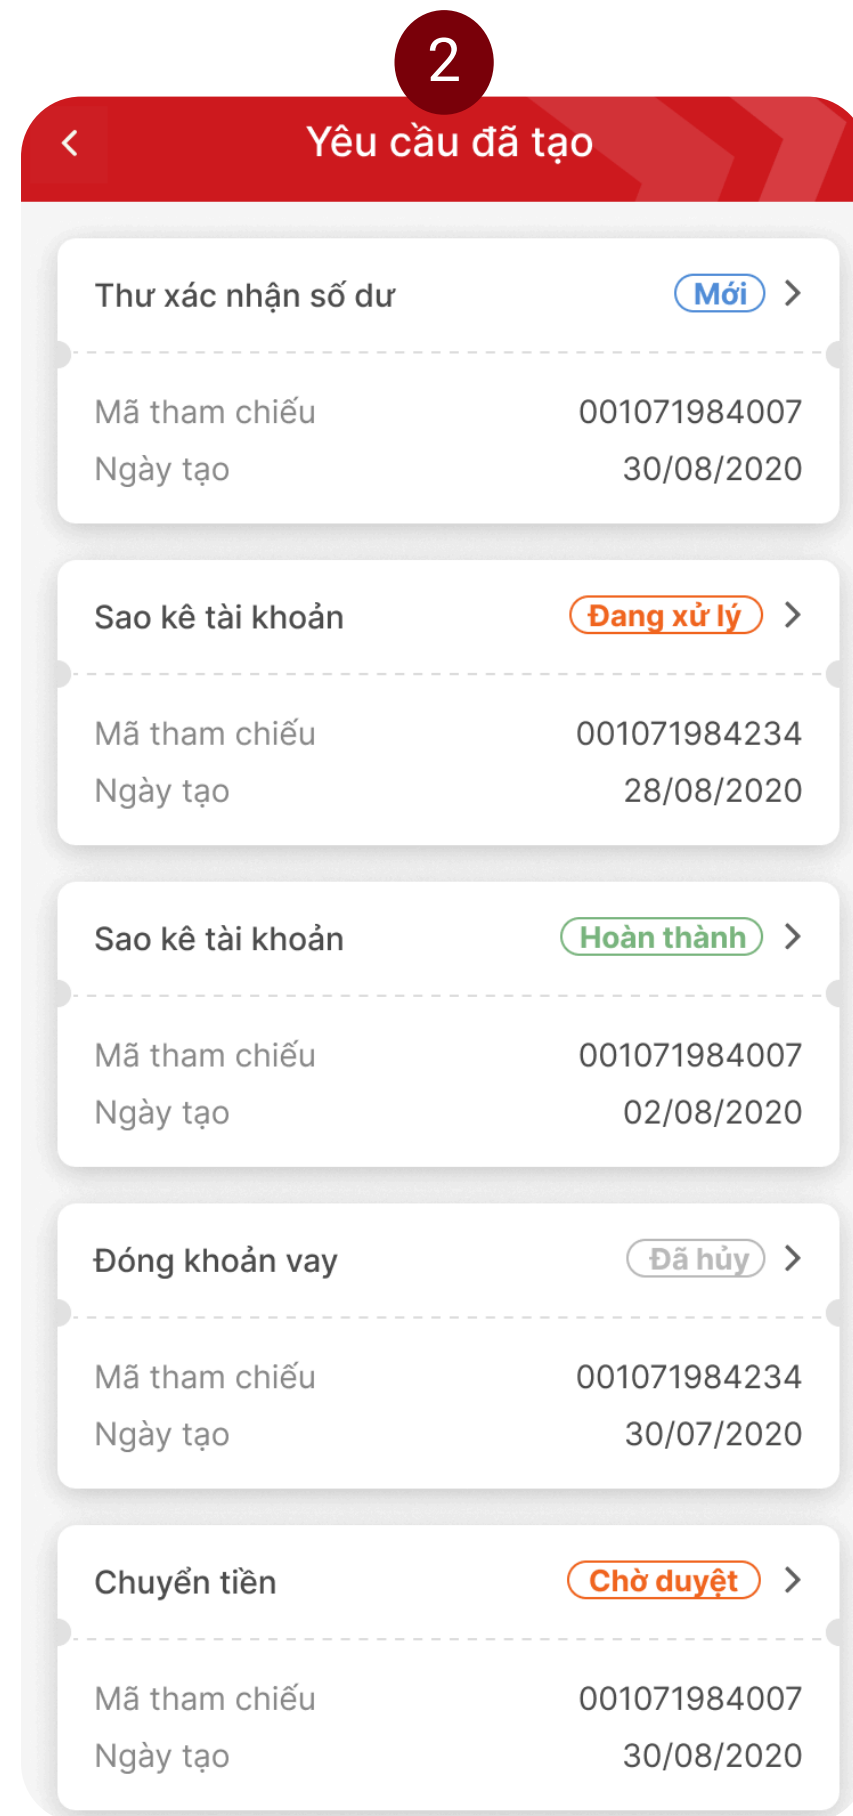 2
Yêu cầu đã tạo
Thư xác nhận số dư Mới
Mã tham chiếu 001071984007
Ngày tạo 30/08/2020
Sao kê tài khoản Đang xử lý
Mã tham chiếu 001071984234
Ngày tạo 28/08/2020
Sao kê tài khoản Hoàn thành
Mã tham chiếu 001071984007
Ngày tạo 02/08/2020
Đóng khoản vay Đã hủy
Mã tham chiếu 001071984234
Ngày tạo 30/07/2020
Chuyển tiền Chờ duyệt
Mã tham chiếu 001071984007
Ngày tạo 30/08/2020